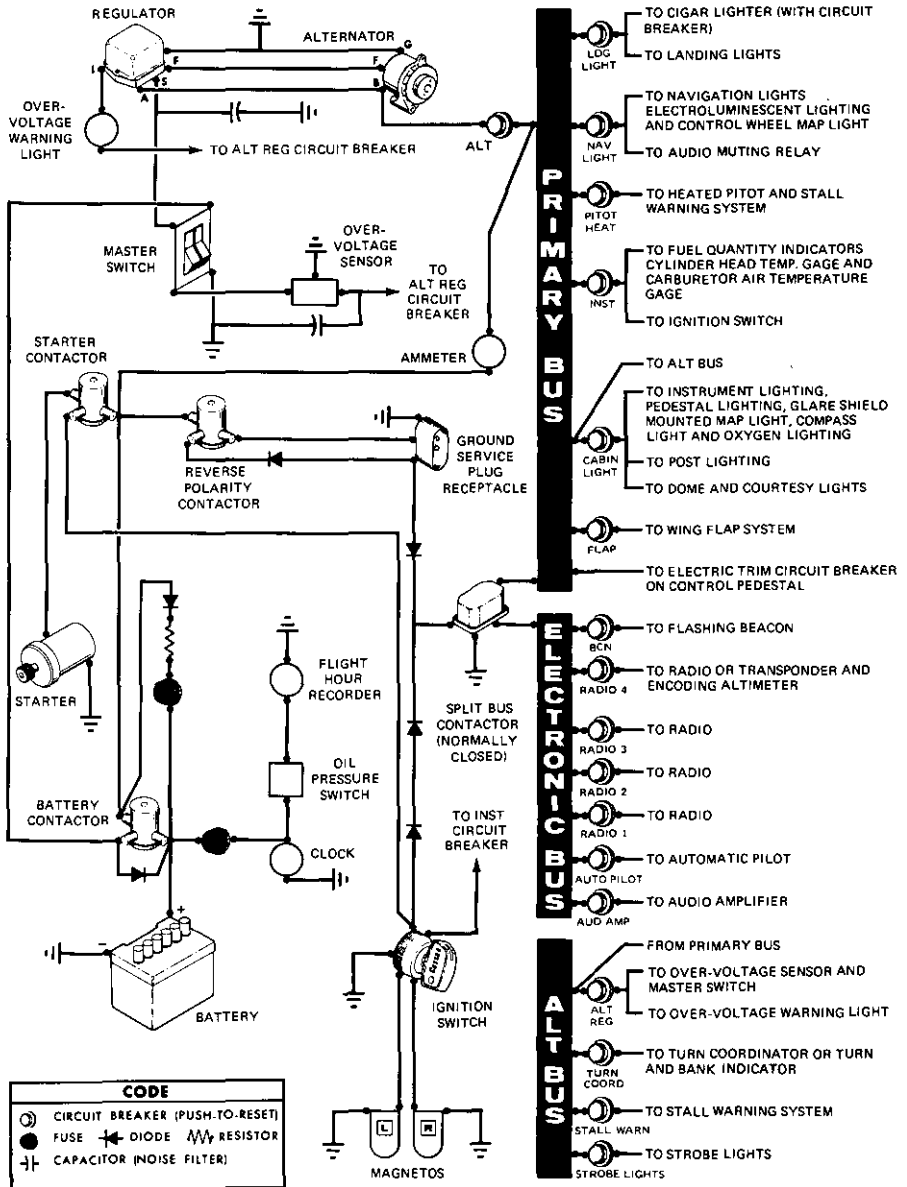 REGULATOR
ALTERNATOR
G
I
F
F
S
A
B
OVER-
VOLTAGE
WARNING
LIGHT
TO ALT REG CIRCUIT BREAKER
ALT
MASTER
SWITCH
OVER-
VOLTAGE
SENSOR
TO
ALT REG
CIRCUIT
BREAKER
STARTER
CONTACTOR
AMMETER
REVERSE
POLARITY
CONTACTOR
GROUND
SERVICE
PLUG
RECEPTACLE
STARTER
FLIGHT
HOUR
RECORDER
OIL
PRESSURE
SWITCH
SPLIT BUS
CONTACTOR
(NORMALLY
CLOSED)
TO INST
CIRCUIT
BREAKER
BATTERY
CONTACTOR
CLOCK
+
-
BATTERY
IGNITION
SWITCH
L
R
MAGNETOS
CODE
CIRCUIT BREAKER (PUSH-TO-RESET)
FUSE DIODE RESISTOR
CAPACITOR (NOISE FILTER)
PRIMARY BUS
LDG
LIGHT
TO CIGAR LIGHTER (WITH CIRCUIT
BREAKER)
TO LANDING LIGHTS
NAV
LIGHT
TO NAVIGATION LIGHTS
ELECTROLUMINESCENT LIGHTING
AND CONTROL WHEEL MAP LIGHT
TO AUDIO MUTING RELAY
PITOT
HEAT
TO HEATED PITOT AND STALL
WARNING SYSTEM
INST
TO FUEL QUANTITY INDICATORS
CYLINDER HEAD TEMP. GAGE AND
CARBURETOR AIR TEMPERATURE
GAGE
TO IGNITION SWITCH
TO ALT BUS
CABIN
LIGHT
TO INSTRUMENT LIGHTING,
PEDESTAL LIGHTING, GLARE SHIELD
MOUNTED MAP LIGHT, COMPASS
LIGHT AND OXYGEN LIGHTING
TO POST LIGHTING
TO DOME AND COURTESY LIGHTS
FLAP
TO WING FLAP SYSTEM
TO ELECTRIC TRIM CIRCUIT BREAKER
ON CONTROL PEDESTAL
ELECTRONIC BUS
BCN
TO FLASHING BEACON
RADIO 4
TO RADIO OR TRANSPONDER AND
ENCODING ALTIMETER
RADIO 3
TO RADIO
RADIO 2
TO RADIO
RADIO 1
TO RADIO
AUTO PILOT
TO AUTOMATIC PILOT
AUD AMP
TO AUDIO AMPLIFIER
ALT BUS
FROM PRIMARY BUS
ALT
REG
TO OVER-VOLTAGE SENSOR AND
MASTER SWITCH
TO OVER-VOLTAGE WARNING LIGHT
TURN
COORD
TO TURN COORDINATOR OR TURN
AND BANK INDICATOR
STALL WARN
TO STALL WARNING SYSTEM
STROBE LIGHTS
TO STROBE LIGHTS